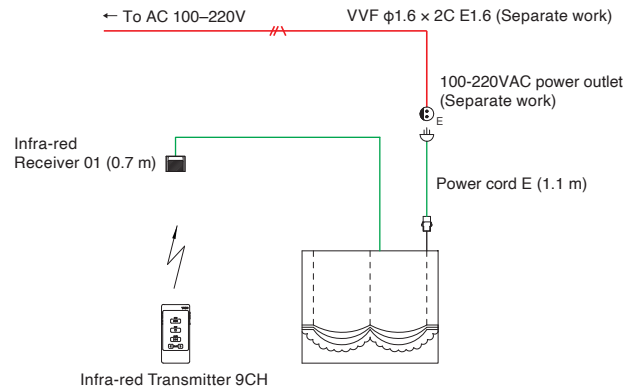 ← To AC 100–220V
VVF φ1.6 × 2C E1.6 (Separate work)
100-220VAC power outlet
(Separate work)
E
Infra-red
Receiver 01 (0.7 m)
Power cord E (1.1 m)
Infra-red Transmitter 9CH